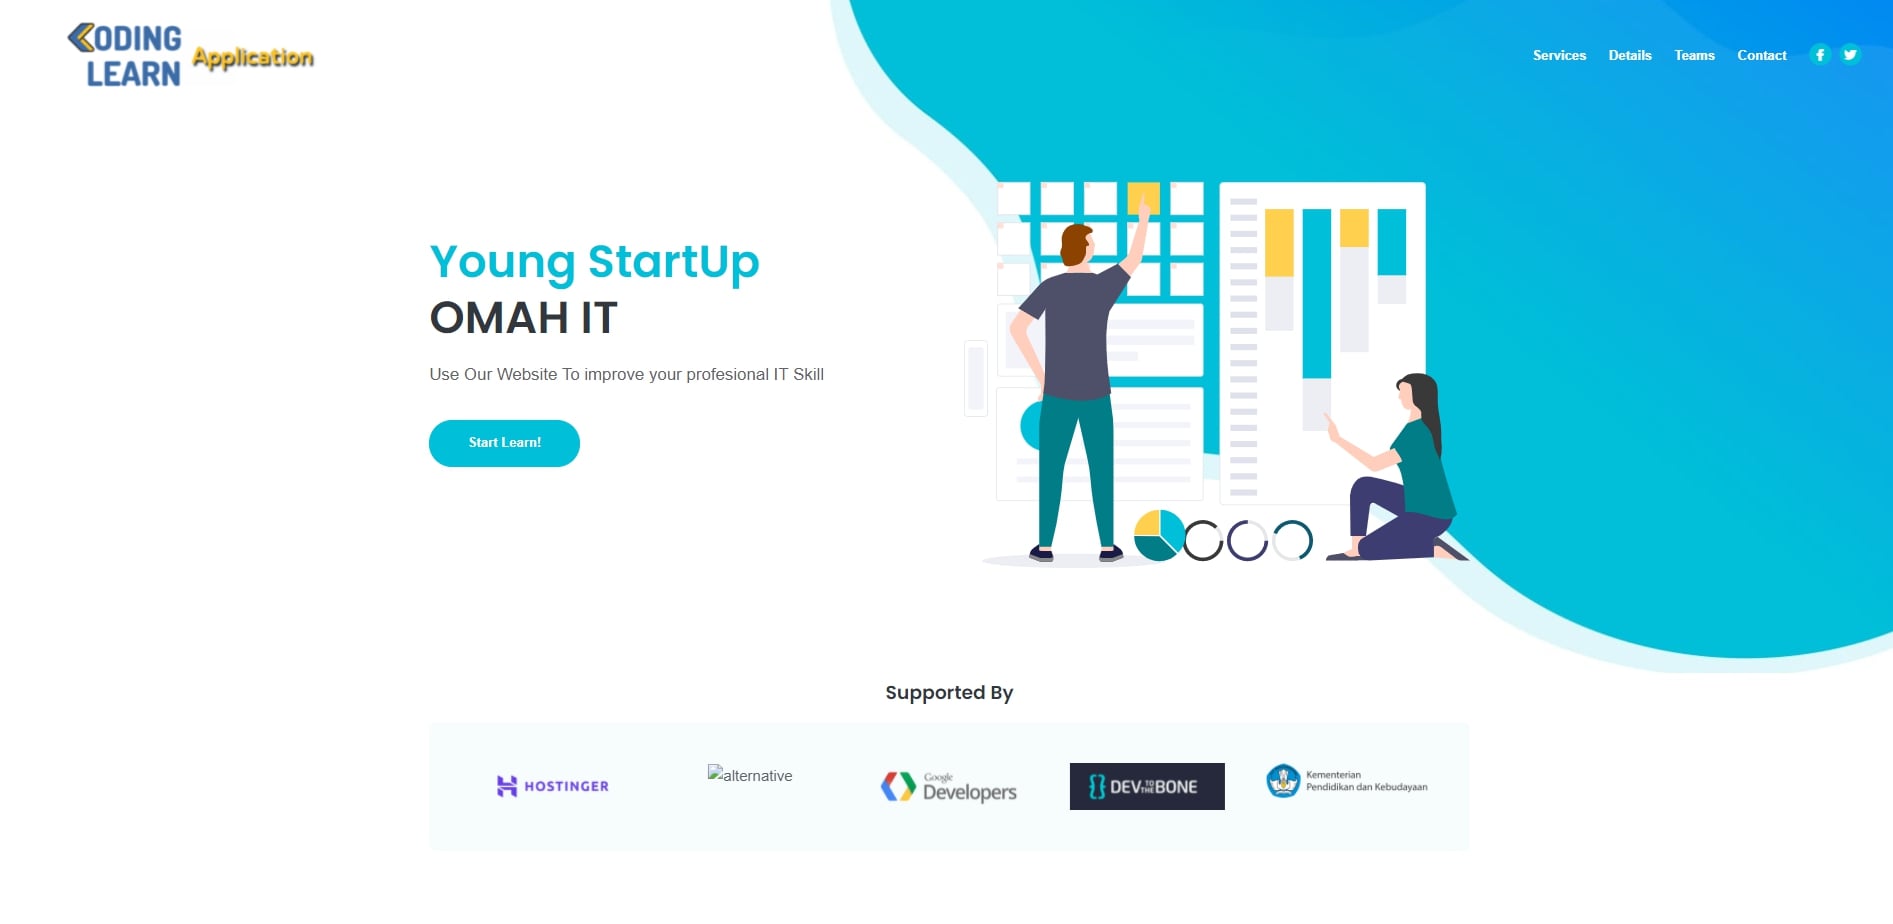 CODING
LEARN
Application
Services
Details
Teams
Contact
Young StartUp
OMAH IT
Use Our Website To improve your profesional IT Skill
Start Learn!
Supported By
HOSTINGER
alternative
Google
Developers
DEV TO THE BONE
Kementerian
Pendidikan dan Kebudayaan